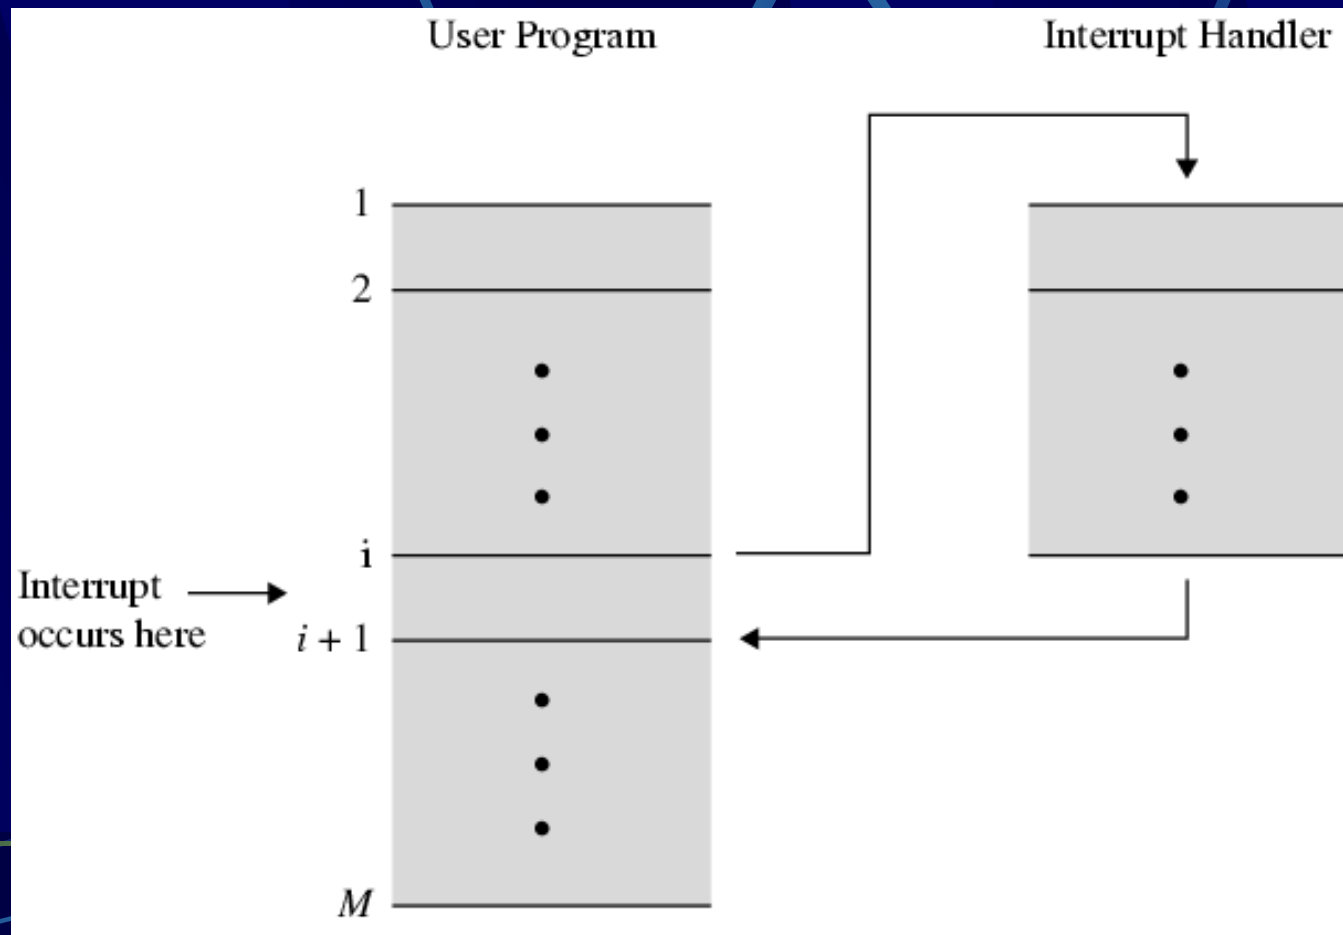 User Program
Interrupt Handler
1
2
i
Interrupt
occurs here
i + 1
M